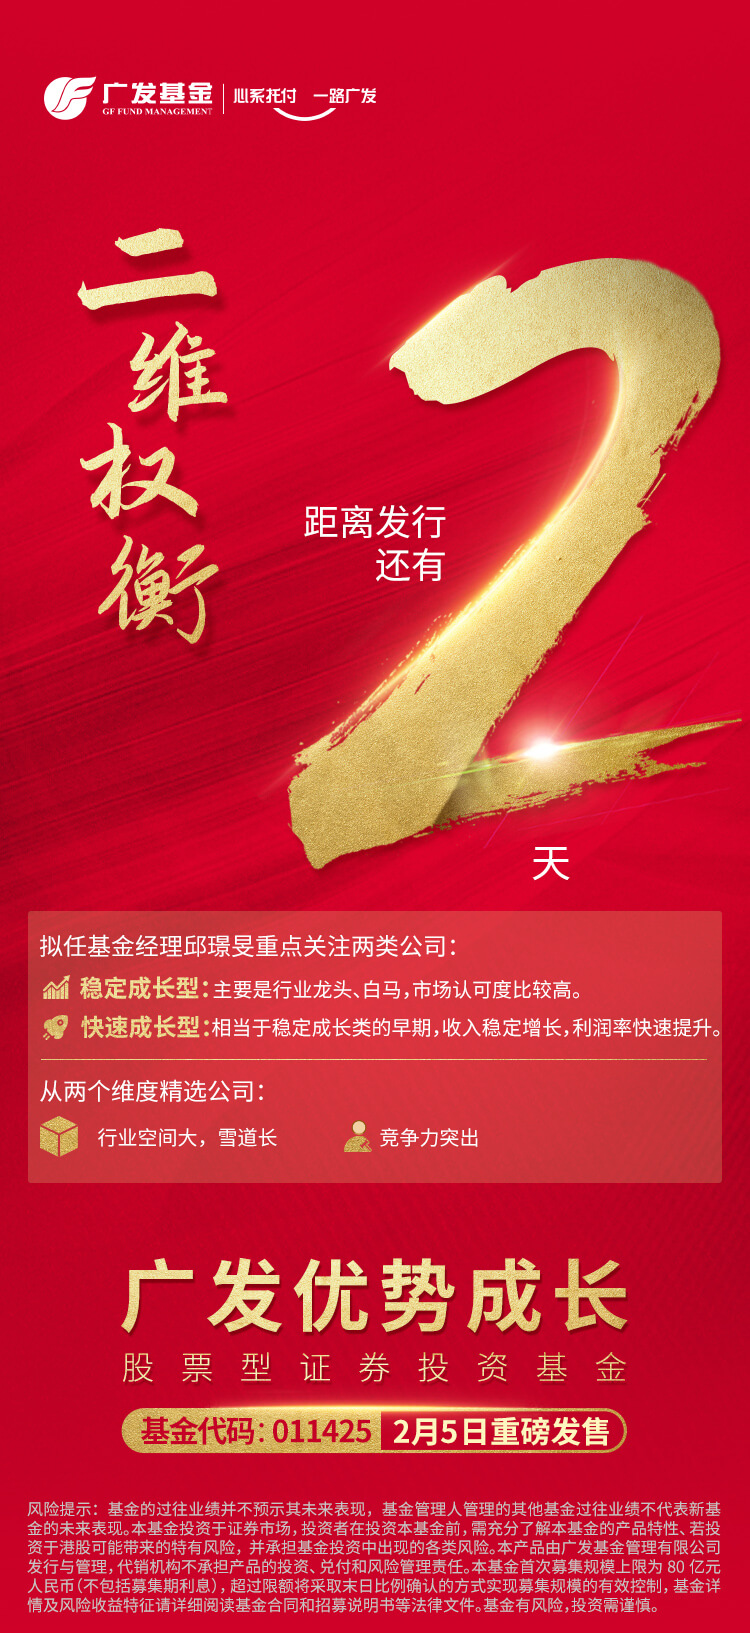 广发基金 心系托付 一路广发
GF FUND MANAGEMENT
二维权衡
距离发行
还有
2
天
拟任基金经理邱璟旻重点关注两类公司：
稳定成长型：主要是行业龙头、白马，市场认可度比较高。
快速成长型：相当于稳定成长类的早期，收入稳定增长，利润率快速提升。
从两个维度精选公司：
行业空间大，雪道长 竞争力突出
广发优势成长
股票型证券投资基金
基金代码：011425 2月5日重磅发售
风险提示：基金的过往业绩并不预示其未来表现，基金管理人管理的其他基金过往业绩不代表新基
金的未来表现。本基金投资于证券市场，投资者在投资本基金前，需充分了解本基金的产品特性、若投
资于港股可能带来的特有风险，并承担基金投资中出现的各类风险。本产品由广发基金管理有限公司
发行与管理，代销机构不承担产品的投资、兑付和风险管理责任。本基金首次募集规模上限为 80 亿元
人民币（不包括募集期利息），超过限额将采取末日比例确认的方式实现募集规模的有效控制，基金详
情及风险收益特征请详细阅读基金合同和招募说明书等法律文件。基金有风险，投资需谨慎。